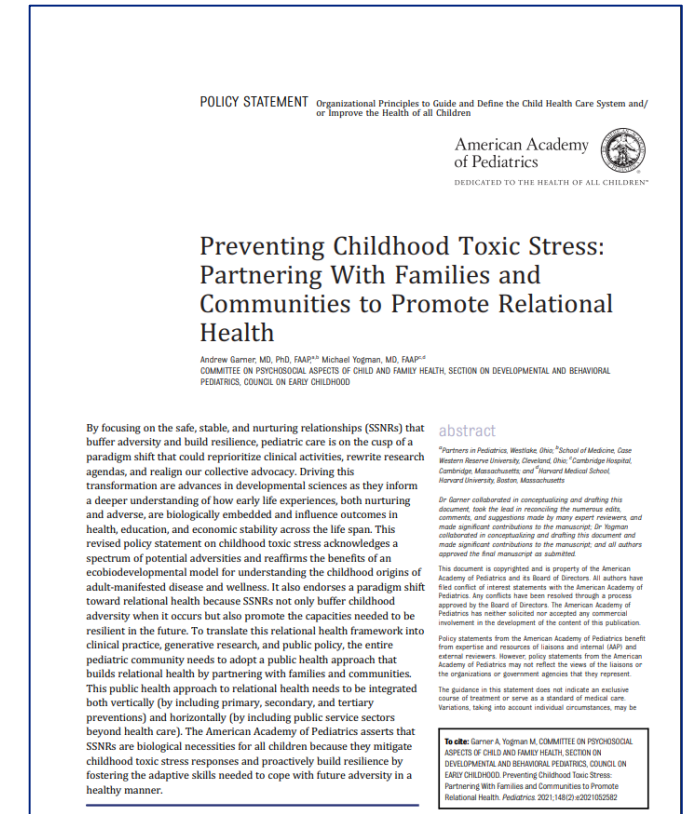 POLICY STATEMENT Organizational Principles to Guide and Define the Child Health Care System and/
or Improve the Health of all Children
American Academy
of Pediatrics
DEDICATED TO THE HEALTH OF ALL CHILDREN™
Preventing Childhood Toxic Stress:
Partnering With Families and
Communities to Promote Relational
Health
Andrew Garner, MD, PhD, FAAP,a,b Michael Yogman, MD, FAAPc,d
COMMITTEE ON PSYCHOSOCIAL ASPECTS OF CHILD AND FAMILY HEALTH, SECTION ON DEVELOPMENTAL AND BEHAVIORAL
PEDIATRICS, COUNCIL ON EARLY CHILDHOOD
By focusing on the safe, stable, and nurturing relationships (SSNRs) that
buffer adversity and build resilience, pediatric care is on the cusp of a
paradigm shift that could reprioritize clinical activities, rewrite research
agendas, and realign our collective advocacy. Driving this
transformation are advances in developmental sciences as they inform
a deeper understanding of how early life experiences, both nurturing
and adverse, are biologically embedded and influence outcomes in
health, education, and economic stability across the life span. This
revised policy statement on childhood toxic stress acknowledges a
spectrum of potential adversities and reaffirms the benefits of an
ecobiodevelopmental model for understanding the childhood origins of
adult-manifested disease and wellness. It also endorses a paradigm shift
toward relational health because SSNRs not only buffer childhood
adversity when it occurs but also promote the capacities needed to be
resilient in the future. To translate this relational health framework into
clinical practice, generative research, and public policy, the entire
pediatric community needs to adopt a public health approach that
builds relational health by partnering with families and communities.
This public health approach to relational health needs to be integrated
both vertically (by including primary, secondary, and tertiary
preventions) and horizontally (by including public service sectors
beyond health care). The American Academy of Pediatrics asserts that
SSNRs are biological necessities for all children because they mitigate
childhood toxic stress responses and proactively build resilience by
fostering the adaptive skills needed to cope with future adversity in a
healthy manner.
abstract
aPartners in Pediatrics, Westlake, Ohio; bSchool of Medicine, Case
Western Reserve University, Cleveland, Ohio; cCambridge Hospital,
Cambridge, Massachusetts; and dHarvard Medical School,
Harvard University, Boston, Massachusetts
Dr Garner collaborated in conceptualizing and drafting this
document, took the lead in reconciling the numerous edits,
comments, and suggestions made by many expert reviewers, and
made significant contributions to the manuscript; Dr Yogman
collaborated in conceptualizing and drafting this document and
made significant contributions to the manuscript; and all authors
approved the final manuscript as submitted.
This document is copyrighted and is property of the American
Academy of Pediatrics and its Board of Directors. All authors have
filed conflict of interest statements with the American Academy of
Pediatrics. Any conflicts have been resolved through a process
approved by the Board of Directors. The American Academy of
Pediatrics has neither solicited nor accepted any commercial
involvement in the development of the content of this publication.
Policy statements from the American Academy of Pediatrics benefit
from expertise and resources of liaisons and internal (AAP) and
external reviewers. However, policy statements from the American
Academy of Pediatrics may not reflect the views of the liaisons or
the organizations or government agencies that they represent.
The guidance in this statement does not indicate an exclusive
course of treatment or serve as a standard of medical care.
Variations, taking into account individual circumstances, may be
To cite: Garner A, Yogman M, COMMITTEE ON PSYCHOSOCIAL
ASPECTS OF CHILD AND FAMILY HEALTH, SECTION ON
DEVELOPMENTAL AND BEHAVIORAL PEDIATRICS, COUNCIL ON
EARLY CHILDHOOD. Preventing Childhood Toxic Stress:
Partnering With Families and Communities to Promote
Relational Health. Pediatrics. 2021;148(2):e2021052582